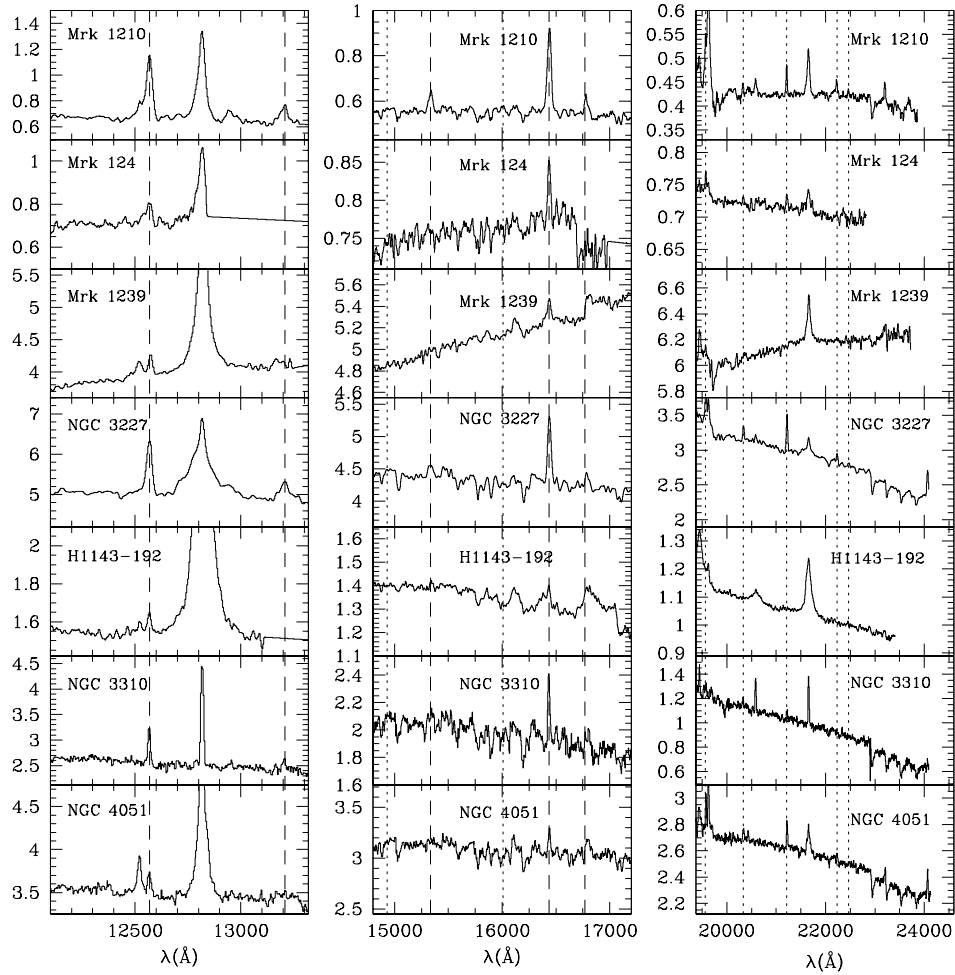 1.4 Mrk 1210
1.2
1
0.8
0.6
1 Mrk 1210
0.8
0.6
0.6 Mrk 1210
0.55
0.5
0.45
0.4
0.35
1 Mrk 124
0.8
0.6
0.85 Mrk 124
0.8
0.75
0.8 Mrk 124
0.75
0.7
0.65
5.5 Mrk 1239
5
4.5
4
5.6 Mrk 1239
5.4
5.2
5
4.8
4.6
6.6 Mrk 1239
6.4
6.2
6
5.8
7 NGC 3227
6
5
5.5 NGC 3227
5
4.5
4
3.5 NGC 3227
3
2.5
2
2 H1143-192
1.8
1.6
1.6 H1143-192
1.5
1.4
1.3
1.2
1.1
1.3 H1143-192
1.2
1.1
1
0.9
4.5 NGC 3310
4
3.5
3
2.5
2.4 NGC 3310
2.2
2
1.8
1.6
1.4 NGC 3310
1.2
1
0.8
0.6
4.5 NGC 4051
4
3.5
3.5 NGC 4051
3
2.5
3 NGC 4051
2.8
2.6
2.4
2.2
12500 13000
15000 16000 17000
20000 22000 24000
λ(Å)
λ(Å)
λ(Å)